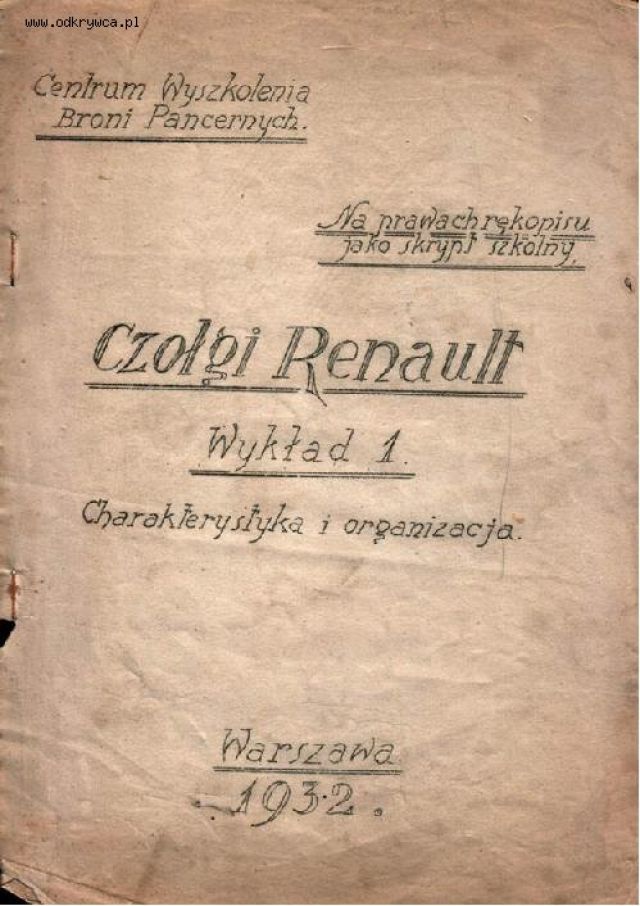 www.odkrywca.pl
Centrum Wyszkolenia
Broni Pancernych.
Na prawach rękopisu
jako skrypt szkolny.
Czołgi Renault
Wykład 1.
Charakterystyka i organizacja.
Warszawa
1932.